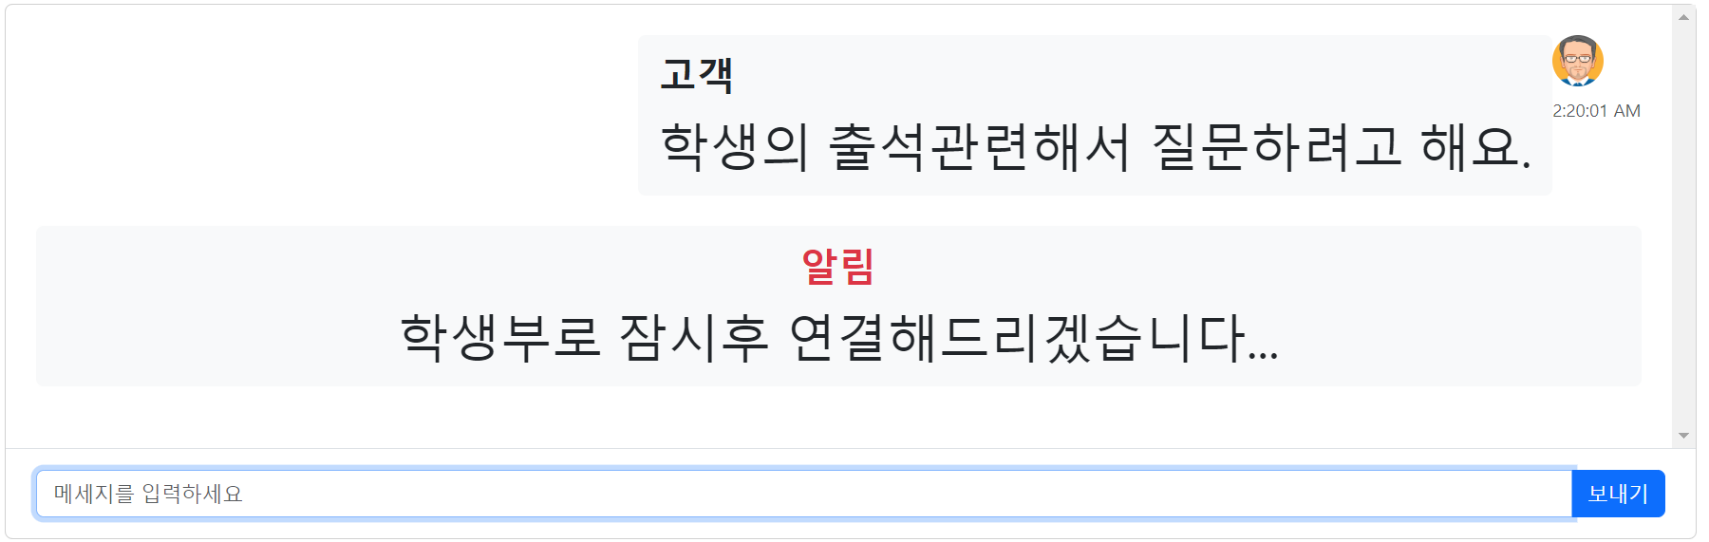 고객
학생의 출석관련해서 질문하려고 해요.
2:20:01 AM
알림
학생부로 잠시후 연결해드리겠습니다...
메세지를 입력하세요
보내기